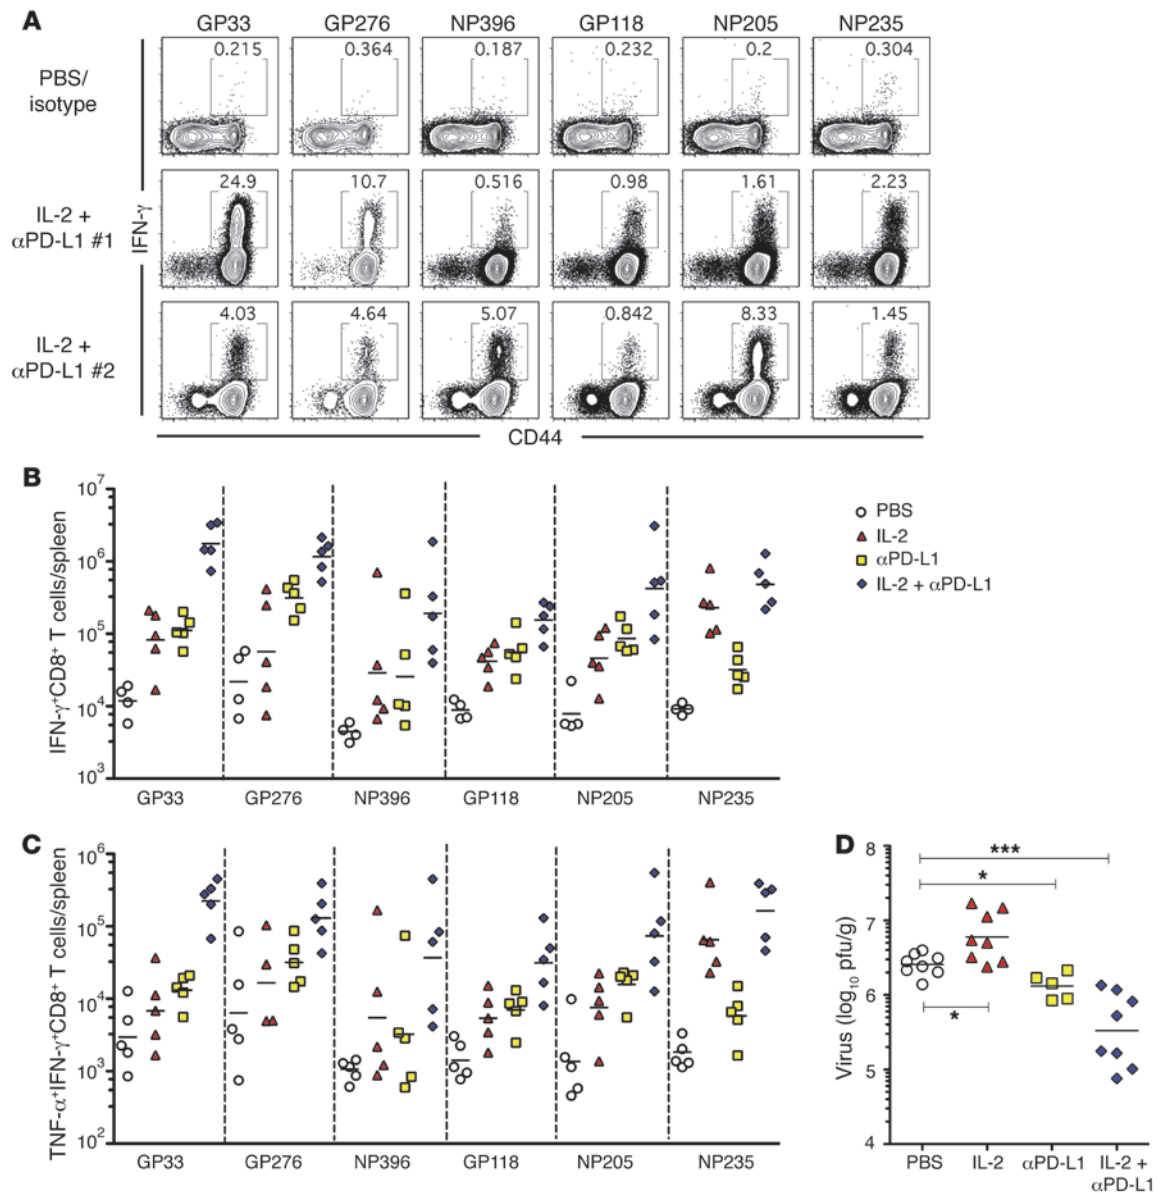 A
GP33 GP276 NP396 GP118 NP205 NP235
PBS/
isotype
0.215 0.364 0.187 0.232 0.2 0.304
IL-2 +
αPD-L1 #1
24.9 10.7 0.516 0.98 1.61 2.23
IL-2 +
αPD-L1 #2
4.03 4.64 5.07 0.842 8.33 1.45
IFN-γ
CD44
B
IFN-γ⁺CD8⁺ T cells/spleen
10⁷
10⁶
10⁵
10⁴
10³
GP33 GP276 NP396 GP118 NP205 NP235
PBS
IL-2
αPD-L1
IL-2 + αPD-L1
C
TNF-α⁺IFN-γ⁺CD8⁺ T cells/spleen
10⁶
10⁵
10⁴
10³
10²
GP33 GP276 NP396 GP118 NP205 NP235
D
Virus (log₁₀ pfu/g)
8
7
6
5
4
***
*
*
PBS IL-2 αPD-L1 IL-2 +
αPD-L1